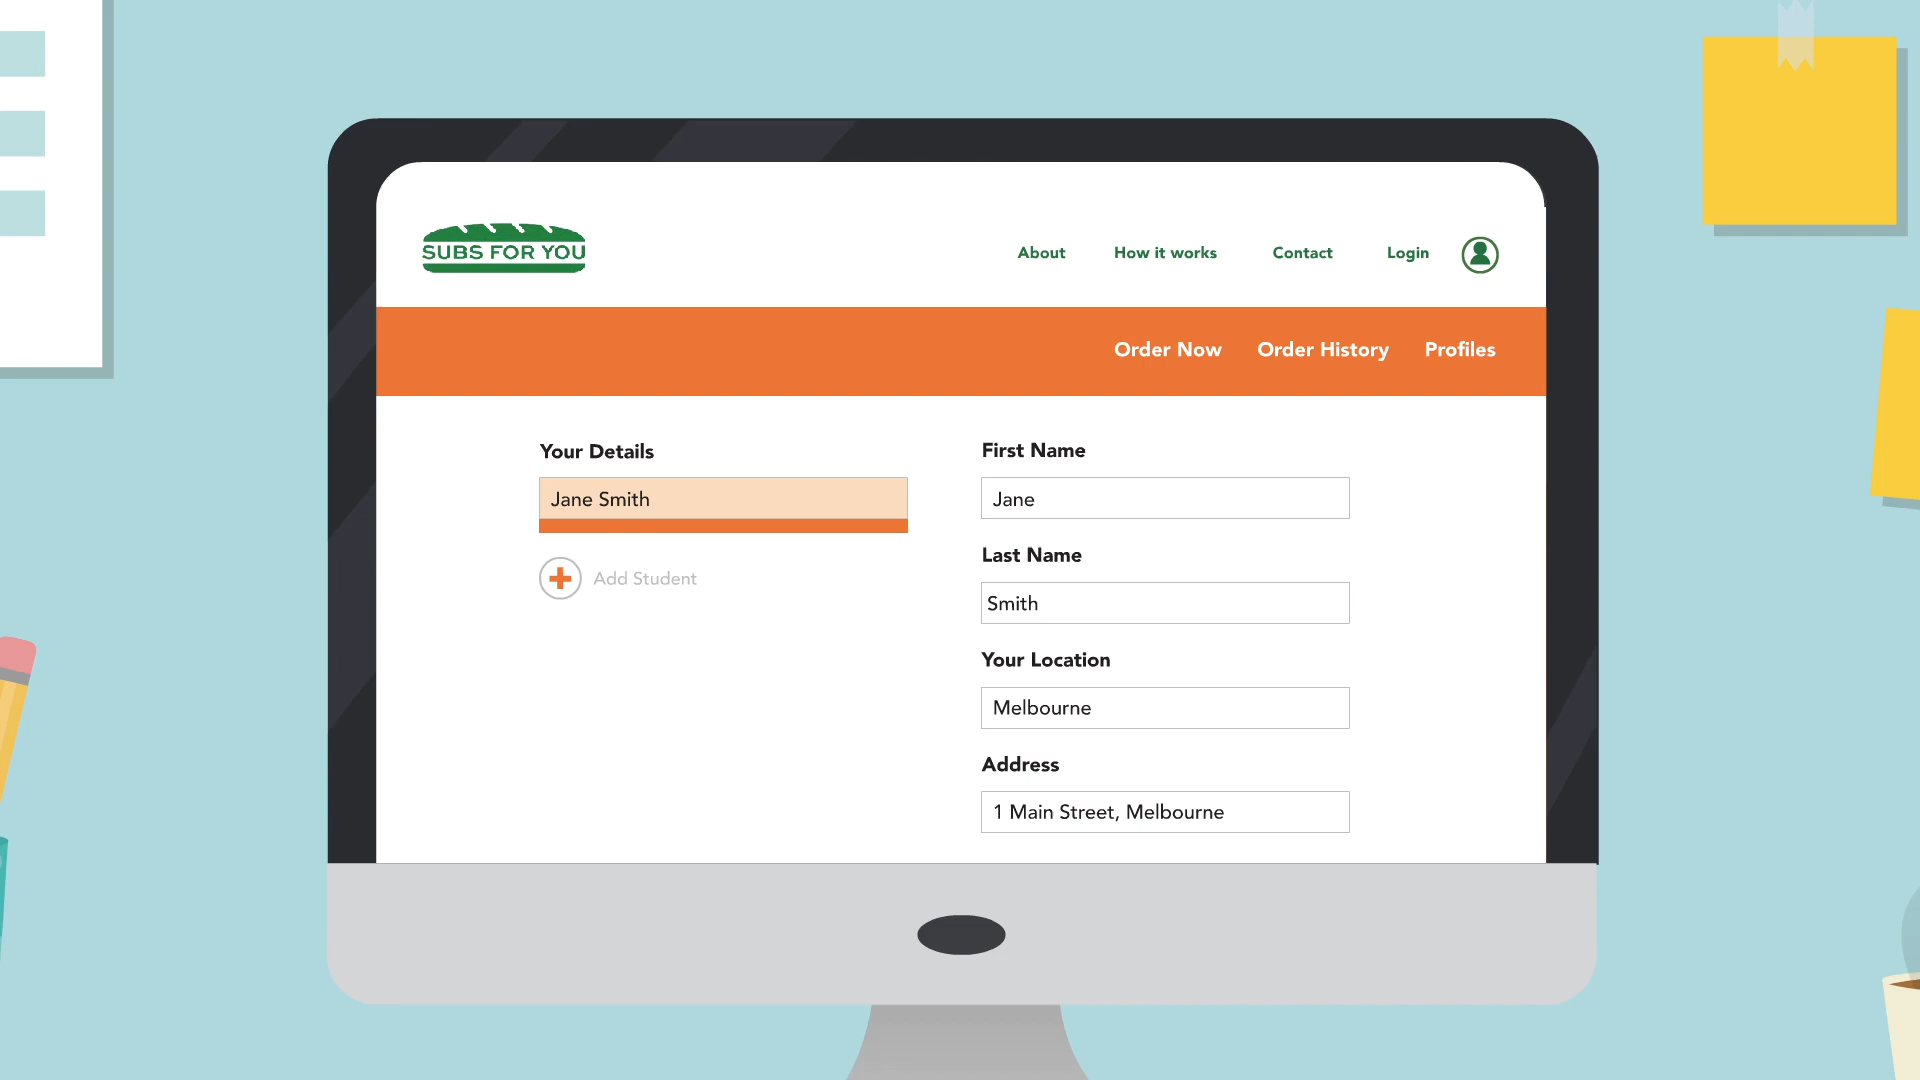 SUBS FOR YOU
About How it works Contact Login
Order Now Order History Profiles
Your Details
Jane Smith
Add Student
First Name
Jane
Last Name
Smith
Your Location
Melbourne
Address
1 Main Street, Melbourne